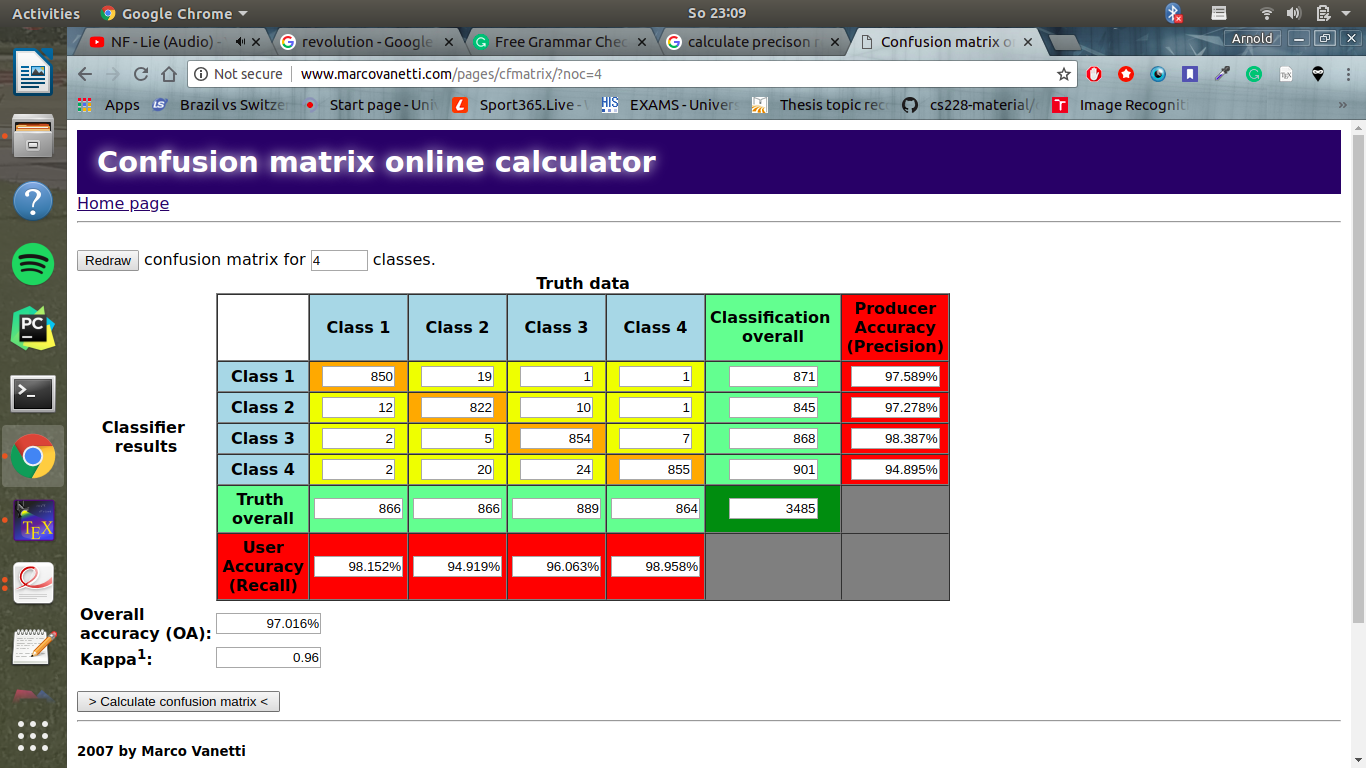 Activities Google Chrome So 23:09
NF - Lie (Audio) - revolution - Google Free Grammar Chec calculate precison r Confusion matrix o Arnold
Not secure www.marcovanetti.com/pages/cfmatrix/?noc=4
Apps Brazil vs Switze Start page - Uni Sport365.Live - EXAMS - Univers Thesis topic rec cs228-material/ Image Recognit »
Confusion matrix online calculator
Home page
Redraw confusion matrix for 4 classes.
Truth data
Class 1 Class 2 Class 3 Class 4 Classification overall Producer Accuracy (Precision)
Class 1 850 19 1 1 871 97.589%
Class 2 12 822 10 1 845 97.278%
Classifier results
Class 3 2 5 854 7 868 98.387%
Class 4 2 20 24 855 901 94.895%
Truth overall 866 866 889 864 3485
User Accuracy (Recall) 98.152% 94.919% 96.063% 98.958%
Overall accuracy (OA): 97.016%
Kappa1: 0.96
> Calculate confusion matrix <
2007 by Marco Vanetti